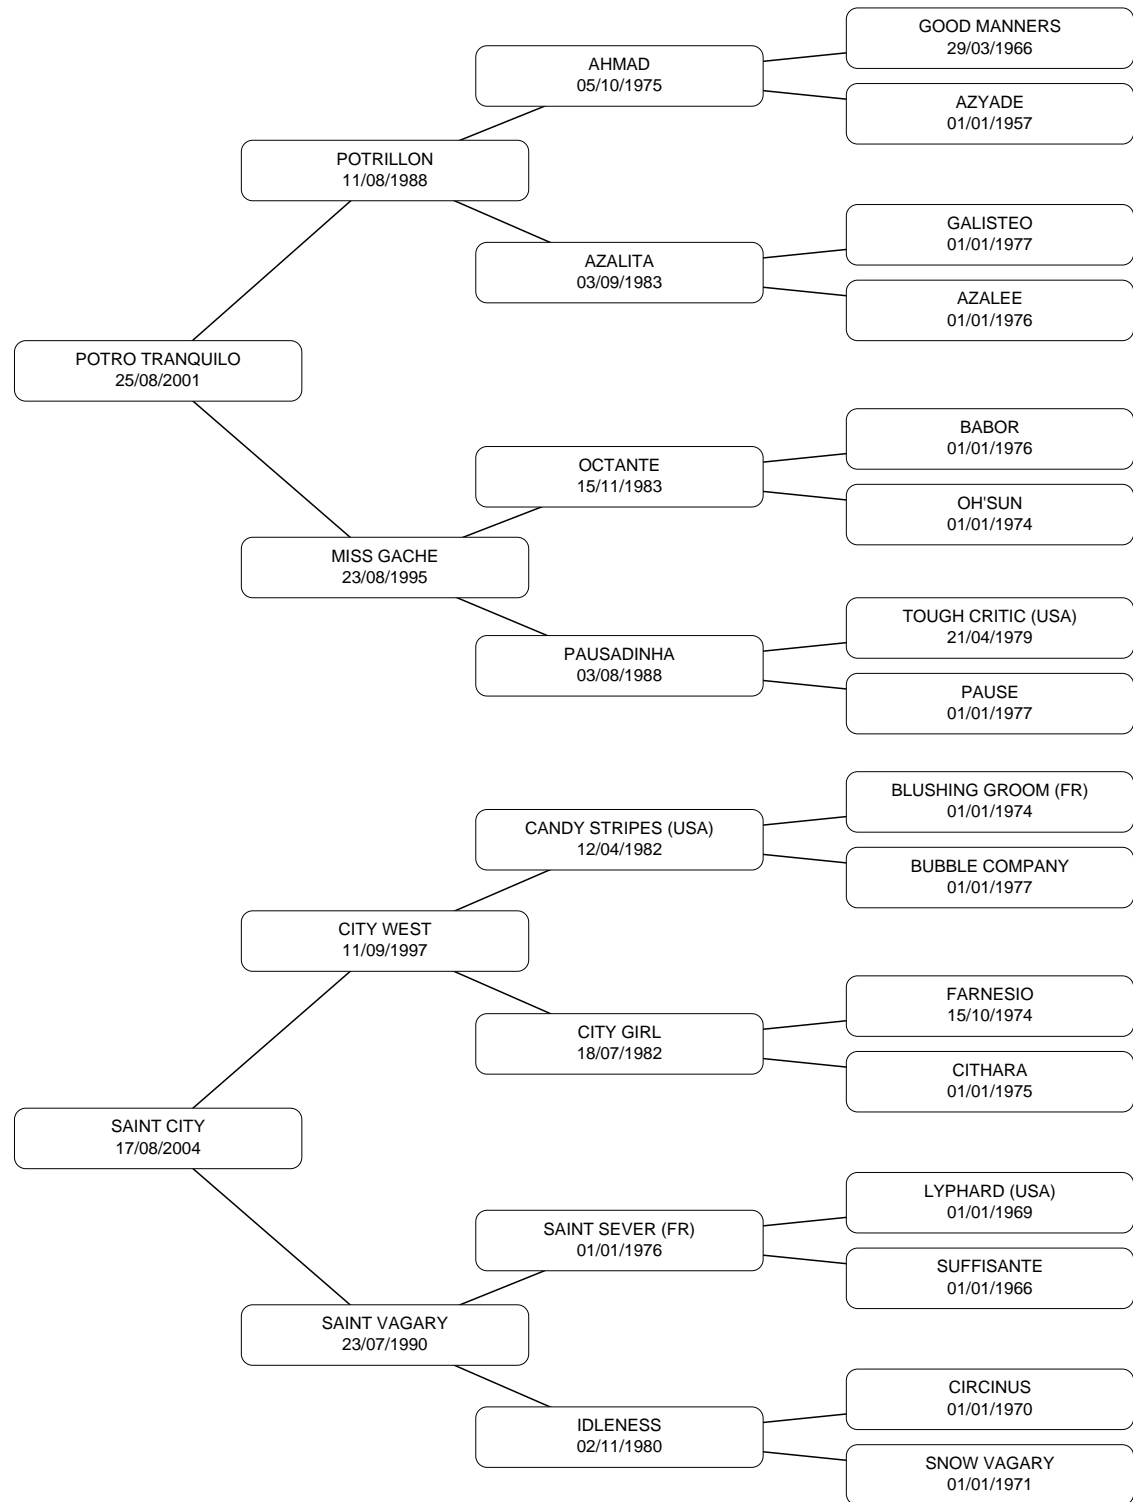 GOOD MANNERS
29/03/1966
AHMAD
05/10/1975
AZYADE
01/01/1957
POTRILLON
11/08/1988
GALISTEO
01/01/1977
AZALITA
03/09/1983
AZALEE
01/01/1976
POTRO TRANQUILO
25/08/2001
BABOR
01/01/1976
OCTANTE
15/11/1983
OH'SUN
01/01/1974
MISS GACHE
23/08/1995
TOUGH CRITIC (USA)
21/04/1979
PAUSADINHA
03/08/1988
PAUSE
01/01/1977
BLUSHING GROOM (FR)
01/01/1974
CANDY STRIPES (USA)
12/04/1982
BUBBLE COMPANY
01/01/1977
CITY WEST
11/09/1997
FARNESIO
15/10/1974
CITY GIRL
18/07/1982
CITHARA
01/01/1975
SAINT CITY
17/08/2004
LYPHARD (USA)
01/01/1969
SAINT SEVER (FR)
01/01/1976
SUFFISANTE
01/01/1966
SAINT VAGARY
23/07/1990
CIRCINUS
01/01/1970
IDLENESS
02/11/1980
SNOW VAGARY
01/01/1971